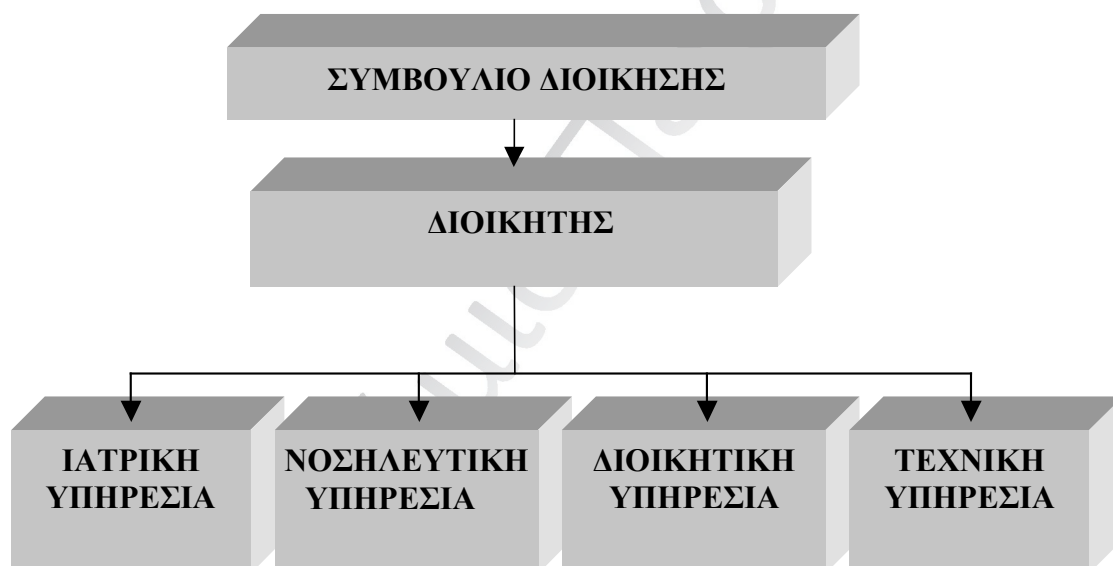 ΣΥΜΒΟΥΛΙΟ ΔΙΟΙΚΗΣΗΣ
ΔΙΟΙΚΗΤΗΣ
ΙΑΤΡΙΚΗ
ΥΠΗΡΕΣΙΑ
ΝΟΣΗΛΕΥΤΙΚΗ
ΥΠΗΡΕΣΙΑ
ΔΙΟΙΚΗΤΙΚΗ
ΥΠΗΡΕΣΙΑ
ΤΕΧΝΙΚΗ
ΥΠΗΡΕΣΙΑ